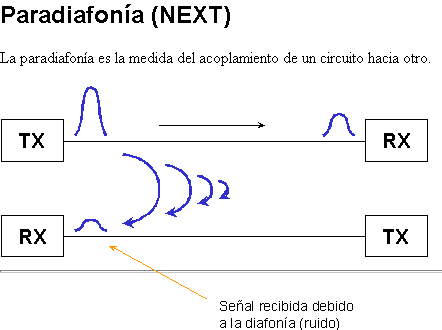 Paradiafonía (NEXT)
La paradiafonía es la medida del acoplamiento de un circuito hacia otro.
TX
RX
RX
TX
Señal recibida debido
a la diafonía (ruido)